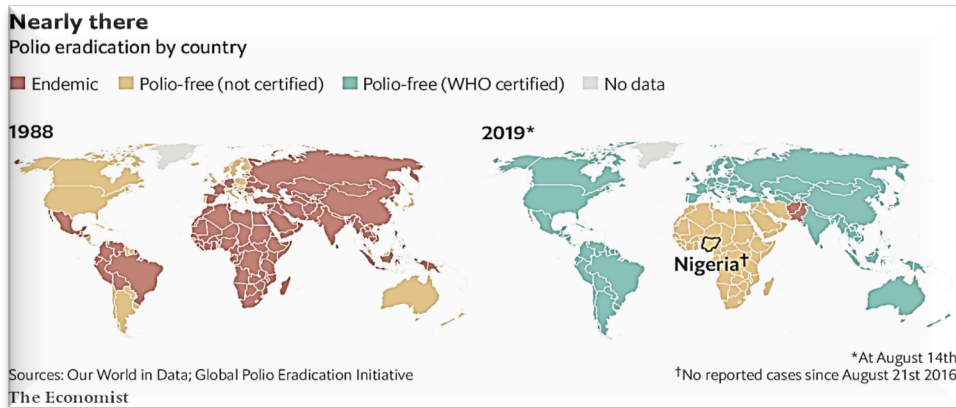 Nearly there
Polio eradication by country
Endemic Polio-free (not certified) Polio-free (WHO certified) No data
1988
2019*
Nigeria†
*At August 14th
Sources: Our World in Data; Global Polio Eradication Initiative
†No reported cases since August 21st 2016
The Economist